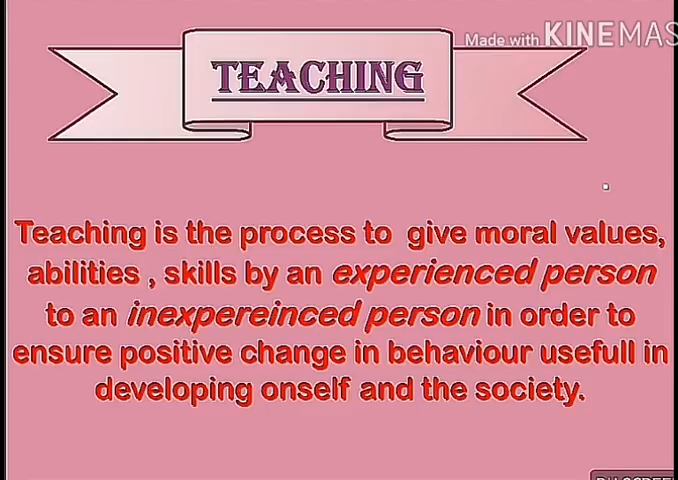 Made with KINEMAS
TEACHING
Teaching is the process to give moral values,
abilities , skills by an experienced person
to an inexpereinced person in order to
ensure positive change in behaviour usefull in
developing onself and the society.